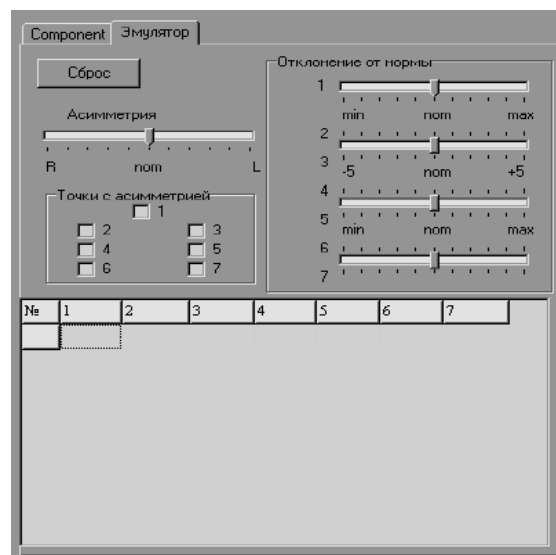 Component Эмулятор
Сброс
Асимметрия
R nom L
Точки с асимметрией
1
2 3
4 5
6 7
Отклонение от нормы
1
min nom max
2
3
-5 nom +5
4
5
min nom max
6
7
№ 1 2 3 4 5 6 7